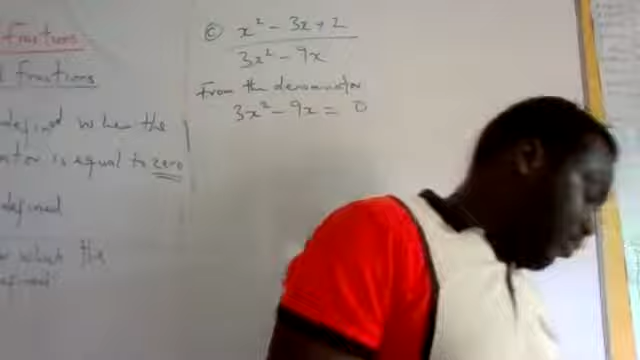 fractions
fractions
defined when the
is equal to zero
defined
which the
© x² - 3x + 2
3x² - 9x
From the denominator
3x² - 9x = 0